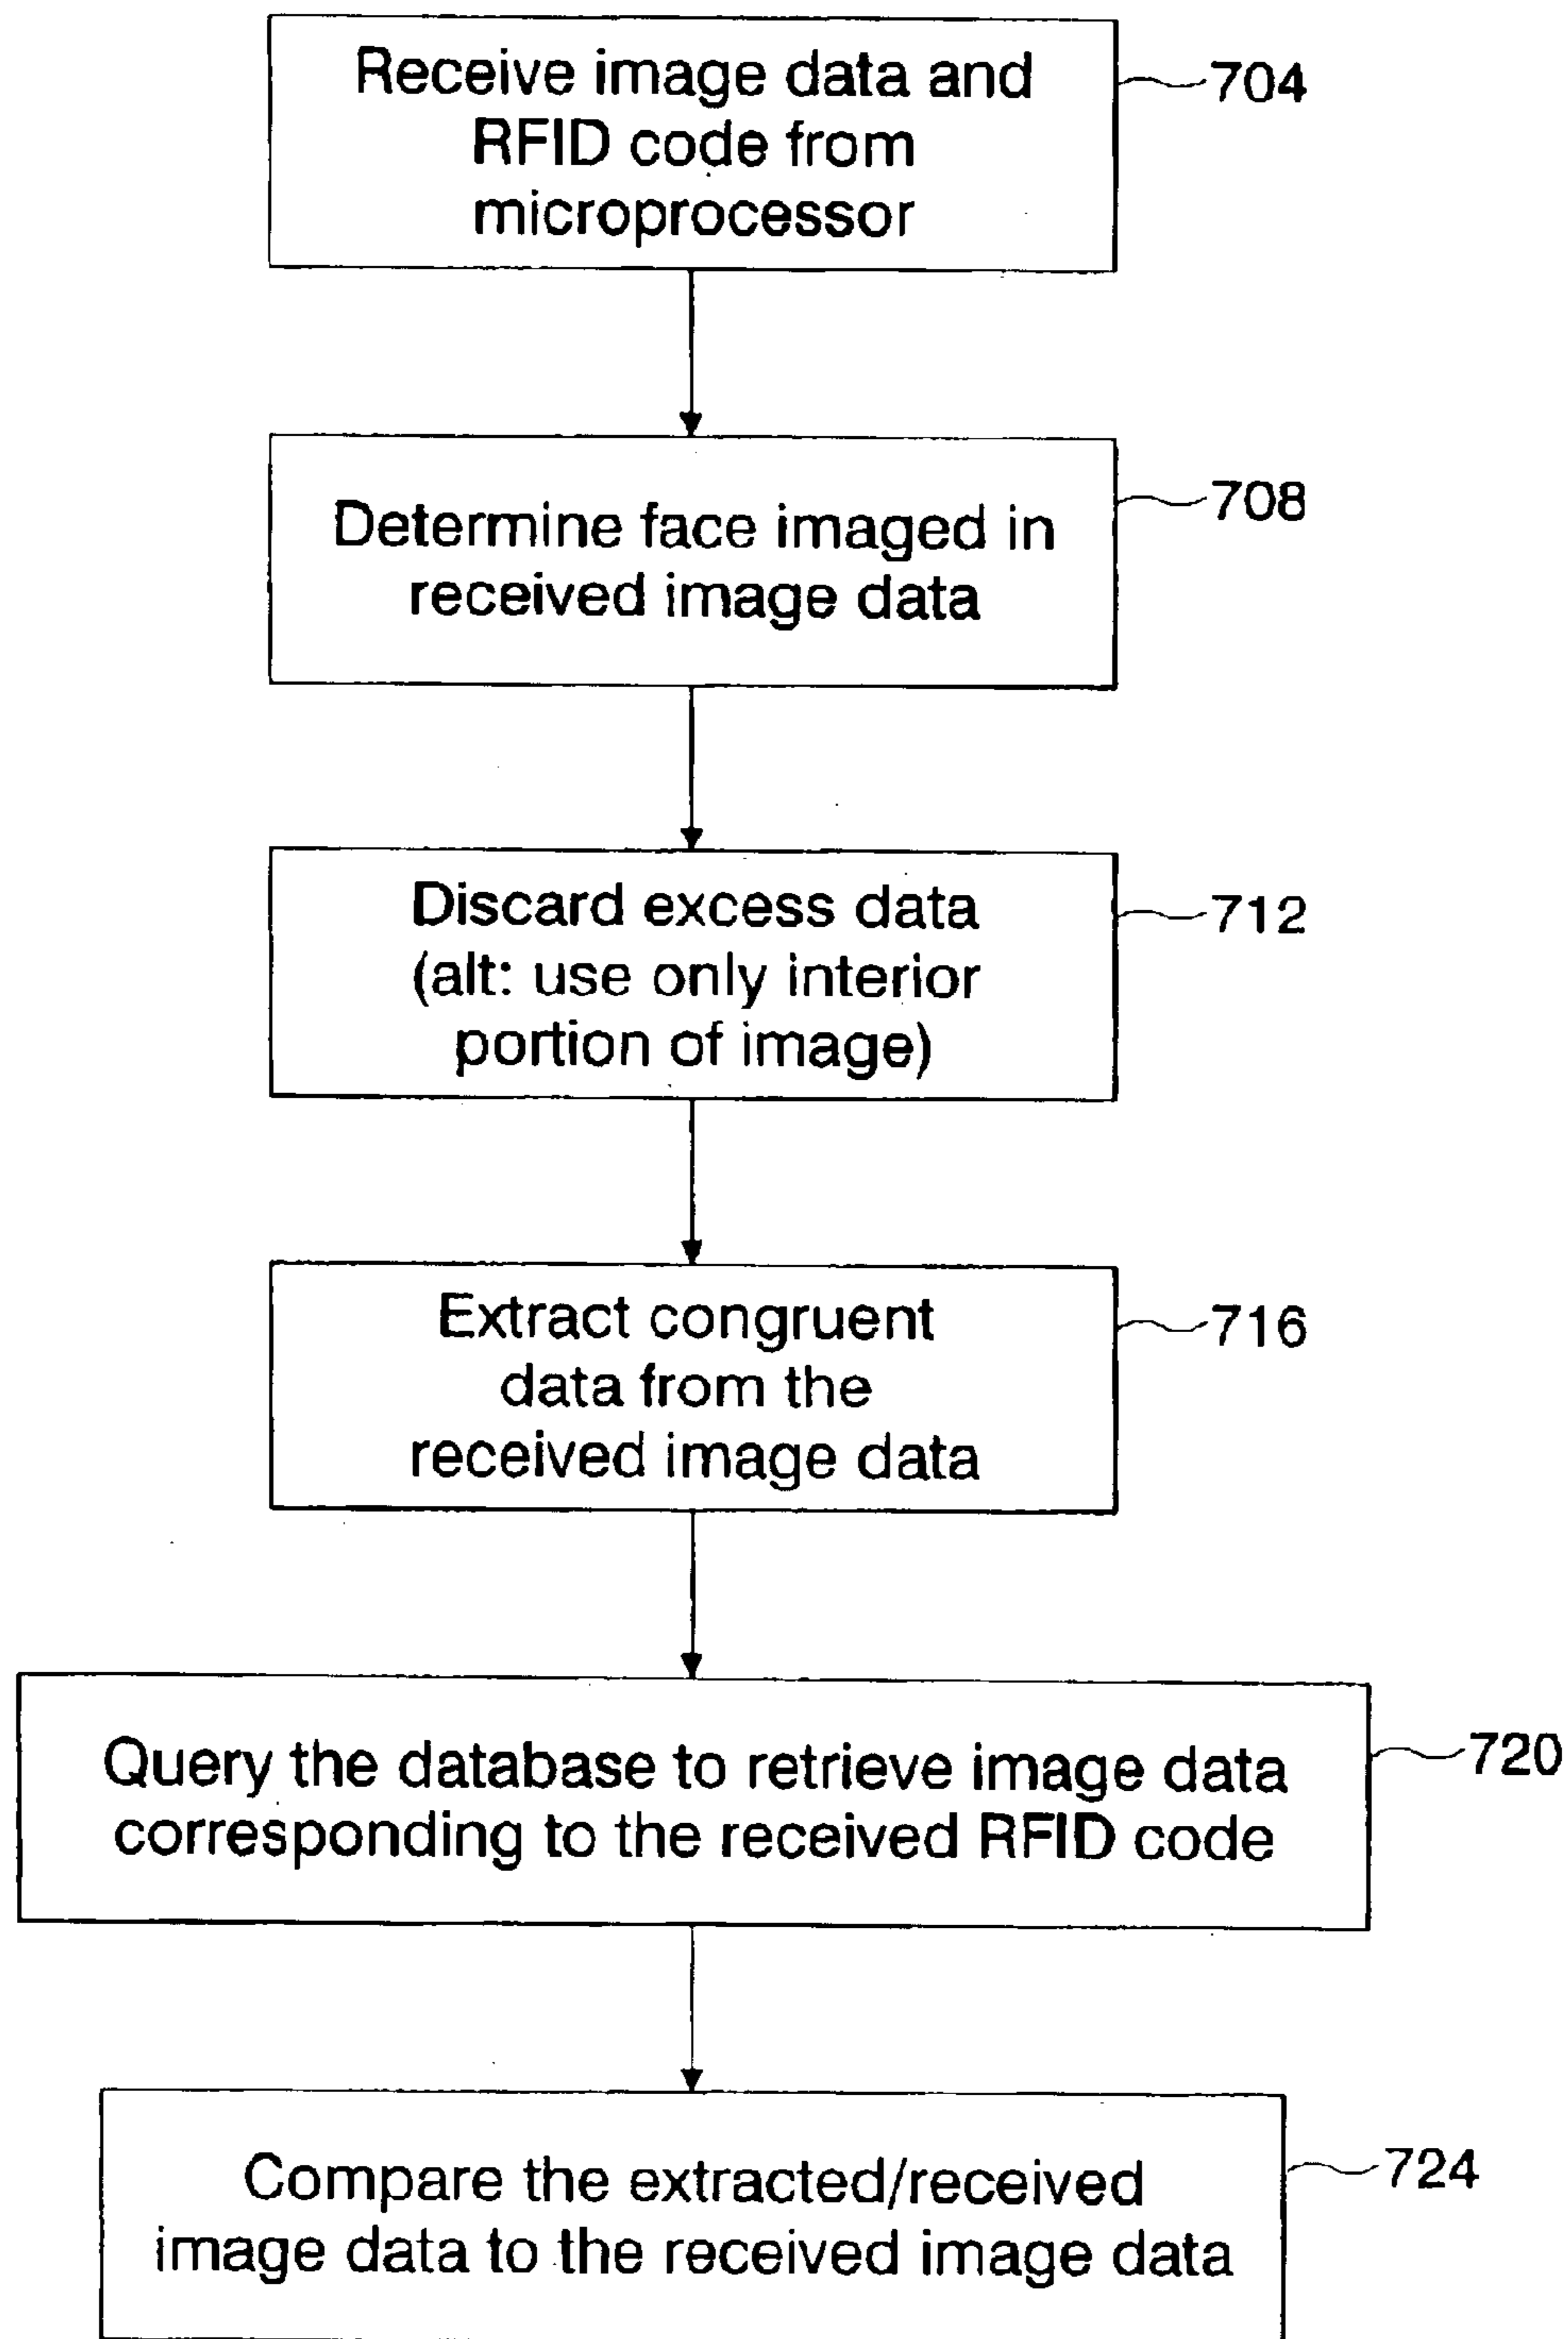 Receive image data and
RFID code from
microprocessor
704
Determine face imaged in
received image data
708
Discard excess data
(alt: use only interior
portion of image)
712
Extract congruent
data from the
received image data
716
Query the database to retrieve image data
corresponding to the received RFID code
720
Compare the extracted/received
image data to the received image data
724